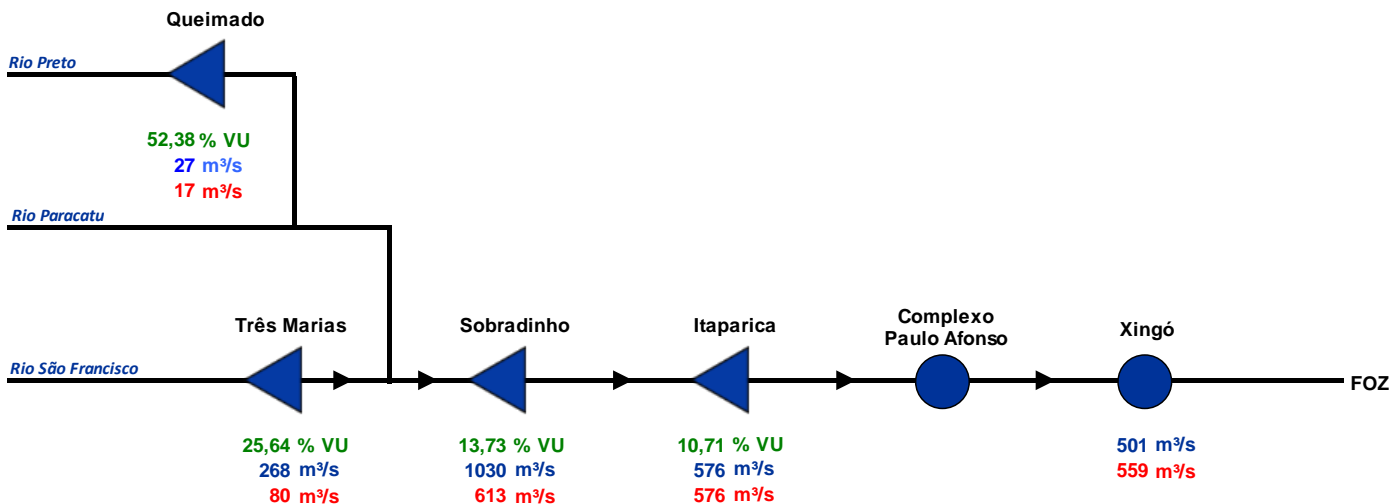 Queimado
Rio Preto
52,38 % VU
27 m³/s
17 m³/s
Rio Paracatu
Três Marias
Sobradinho
Itaparica
Complexo
Paulo Afonso
Xingó
Rio São Francisco
FOZ
25,64 % VU
268 m³/s
80 m³/s
13,73 % VU
1030 m³/s
613 m³/s
10,71 % VU
576 m³/s
576 m³/s
501 m³/s
559 m³/s